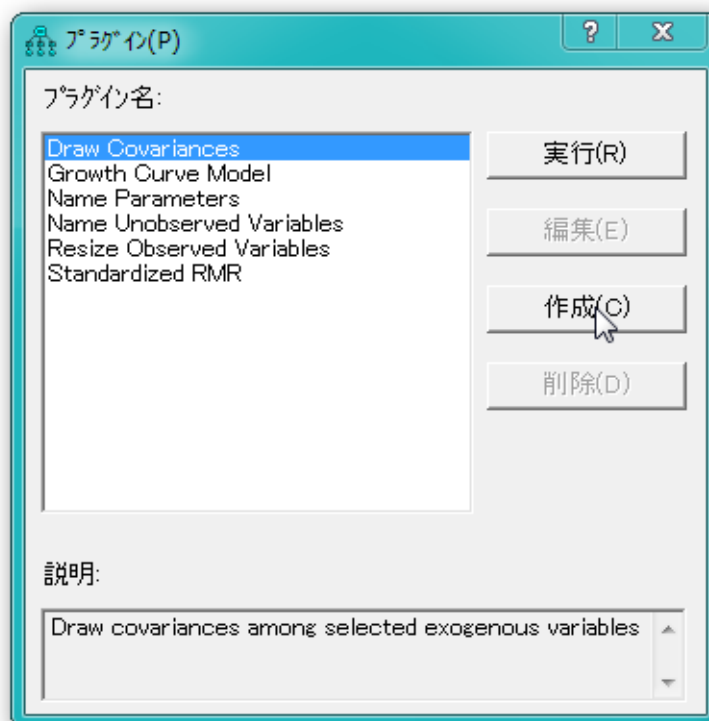 プラグイン(P)
プラグイン名:
Draw Covariances
Growth Curve Model
Name Parameters
Name Unobserved Variables
Resize Observed Variables
Standardized RMR
実行(R)
編集(E)
作成(C)
削除(D)
説明:
Draw covariances among selected exogenous variables